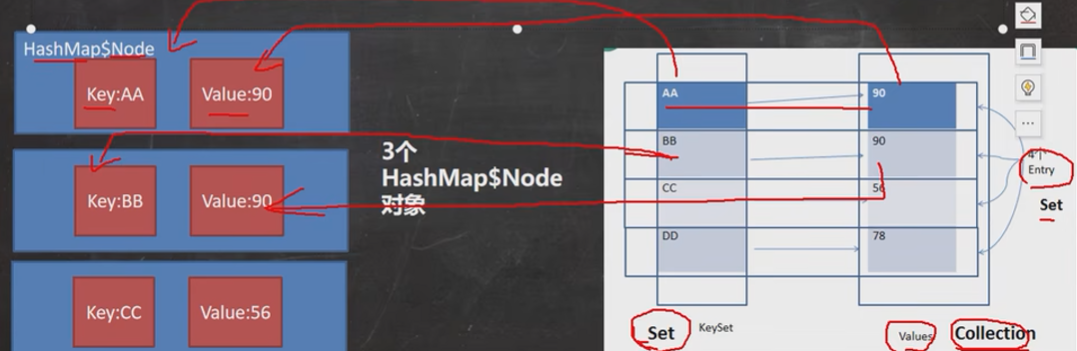 HashMap$Node
Key:AA
Value:90
Key:BB
Value:90
Key:CC
Value:56
3个
HashMap$Node
对象
AA
90
BB
90
CC
56
DD
78
4个
Entry
Set
Set
KeySet
Values
Collection